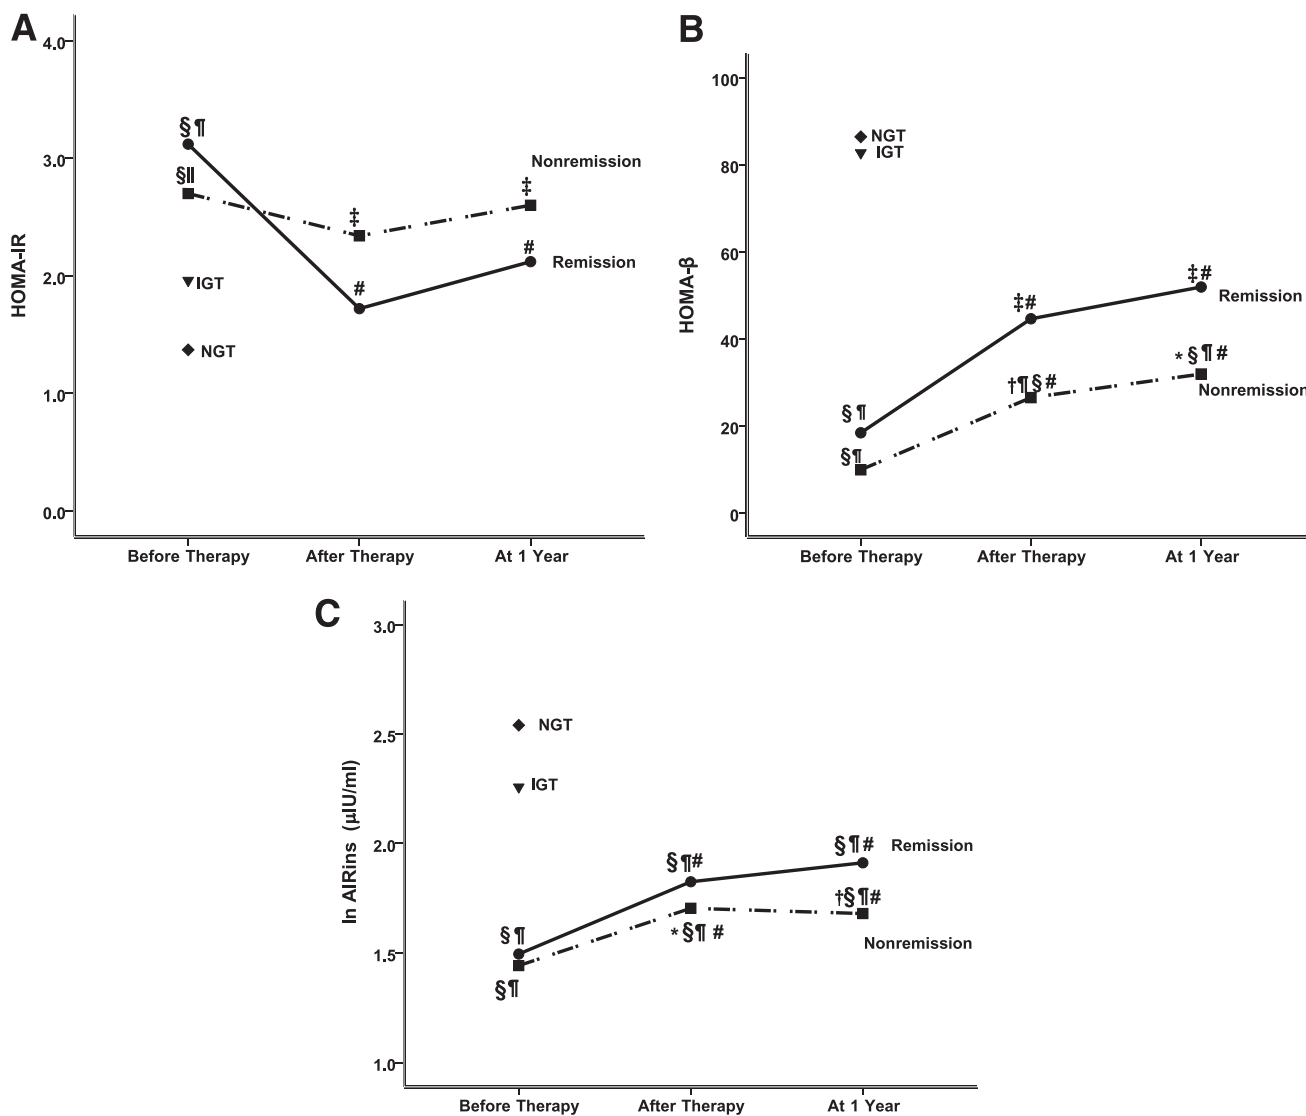 A
4.0
3.0
2.0
1.0
0.0
HOMA-IR
§ ¶
§¶
IGT
NGT
‡
#
Nonremission
‡
#
Remission
Before Therapy
After Therapy
At 1 Year
B
100
80
60
40
20
0
HOMA-β
NGT
IGT
§ ¶
§¶
‡#
†¶ § #
‡#
Remission
* § ¶ #
Nonremission
Before Therapy
After Therapy
At 1 Year
C
3.0
2.5
2.0
1.5
1.0
ln AIRins (μIU/ml)
NGT
IGT
§ ¶
§ ¶
§ ¶#
* §¶ #
§ ¶ #
Remission
†§ ¶#
Nonremission
Before Therapy
After Therapy
At 1 Year